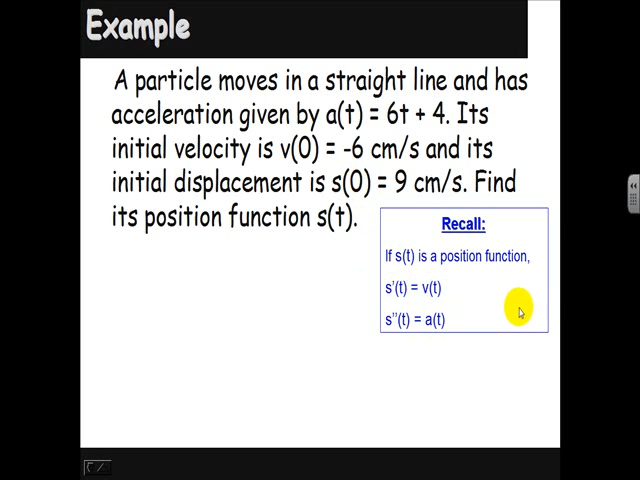 Example
A particle moves in a straight line and has
acceleration given by a(t) = 6t + 4. Its
initial velocity is v(0) = -6 cm/s and its
initial displacement is s(0) = 9 cm/s. Find
its position function s(t).
Recall:
If s(t) is a position function,
s'(t) = v(t)
s''(t) = a(t)